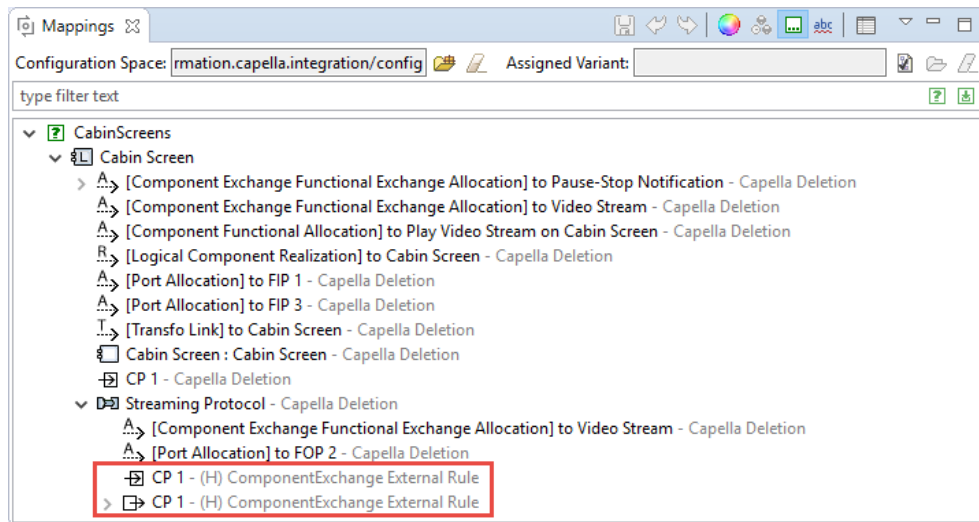 Mappings
abc
Configuration Space: rmation.capella.integration/config Assigned Variant:
type filter text
CabinScreens
Cabin Screen
[Component Exchange Functional Exchange Allocation] to Pause-Stop Notification - Capella Deletion
[Component Exchange Functional Exchange Allocation] to Video Stream - Capella Deletion
[Component Functional Allocation] to Play Video Stream on Cabin Screen - Capella Deletion
[Logical Component Realization] to Cabin Screen - Capella Deletion
[Port Allocation] to FIP 1 - Capella Deletion
[Port Allocation] to FIP 3 - Capella Deletion
[Transfo Link] to Cabin Screen - Capella Deletion
Cabin Screen : Cabin Screen - Capella Deletion
CP 1 - Capella Deletion
Streaming Protocol - Capella Deletion
[Component Exchange Functional Exchange Allocation] to Video Stream - Capella Deletion
[Port Allocation] to FOP 2 - Capella Deletion
CP 1 - (H) ComponentExchange External Rule
CP 1 - (H) ComponentExchange External Rule